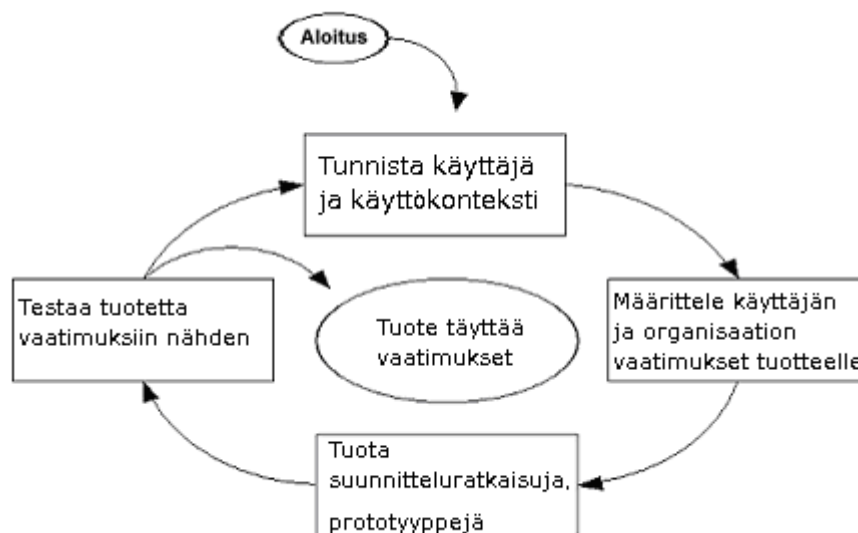 Aloitus
Tunnista käyttäjä
ja käyttökonteksti
Testaa tuotetta
vaatimuksiin nähden
Tuote täyttää
vaatimukset
Määrittele käyttäjän
ja organisaation
vaatimukset tuotteelle
Tuota
suunnitteluratkaisuja,
prototyyppejä